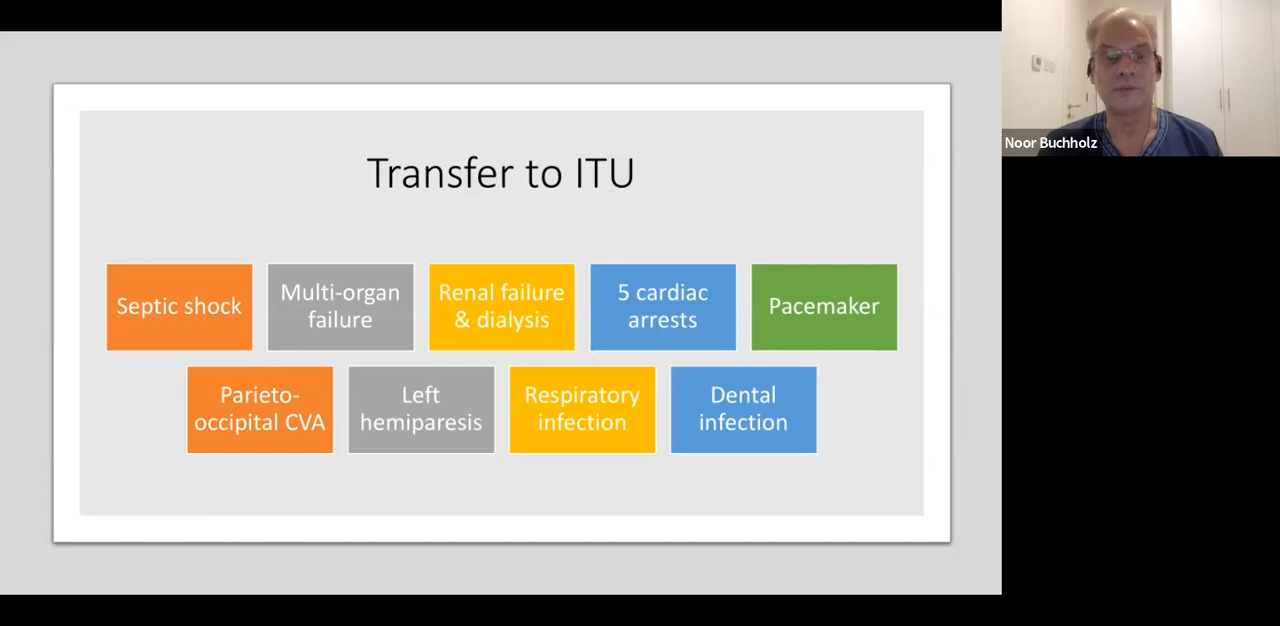 Transfer to ITU
Septic shock
Multi-organ
failure
Renal failure
& dialysis
5 cardiac
arrests
Pacemaker
Parieto-
occipital CVA
Left
hemiparesis
Respiratory
infection
Dental
infection
Noor Buchholz